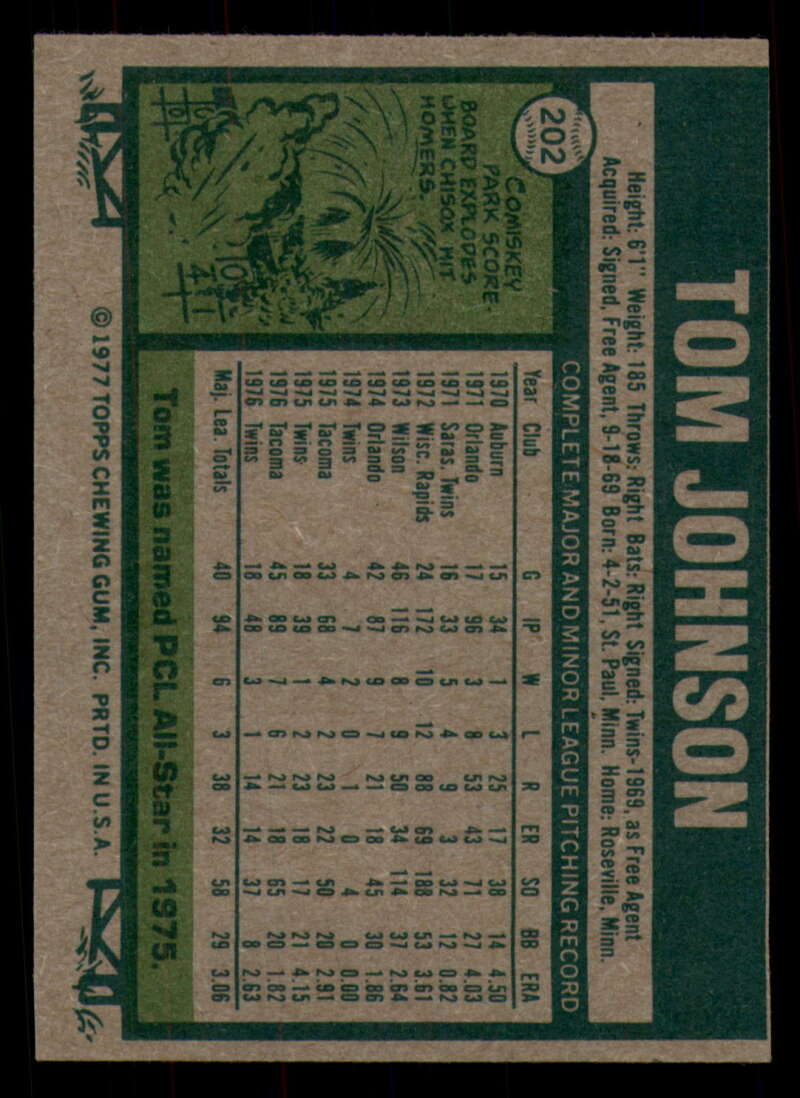 202
TOM JOHNSON
Height: 6'1" Weight: 185 Throws: Right Bats: Right Signed: Twins-1969, as Free Agent
Acquired: Signed, Free Agent, 9-18-69 Born: 4-2-51, St. Paul, Minn. Home: Roseville, Minn.
COMISKEY
PARK SCORE-
BOARD EXPLODES
WHEN CHISOX HIT
HOMERS.
COMPLETE MAJOR AND MINOR LEAGUE PITCHING RECORD
Year Club G IP W L R ER SO BB ERA
1970 Auburn 15 34 1 3 25 17 38 14 4.50
1971 Orlando 17 96 3 8 53 43 71 27 4.03
1971 Saras. Twins 16 33 5 4 9 3 32 12 0.82
1972 Wisc. Rapids 24 172 10 12 88 69 188 53 3.61
1973 Wilson 46 116 8 9 50 34 114 37 2.64
1974 Orlando 42 87 9 7 21 18 45 30 1.86
1974 Twins 4 7 2 0 1 0 4 0 0.00
1975 Tacoma 33 68 4 2 23 22 50 20 2.91
1975 Twins 18 39 1 2 23 18 17 21 4.15
1976 Tacoma 45 89 7 6 21 18 65 20 1.82
1976 Twins 18 48 3 1 14 14 37 8 2.63
Maj. Lea. Totals 40 94 6 3 38 32 58 29 3.06
Tom was named PCL All-Star in 1975.
© 1977 TOPPS CHEWING GUM, INC. PRTD. IN U.S.A.